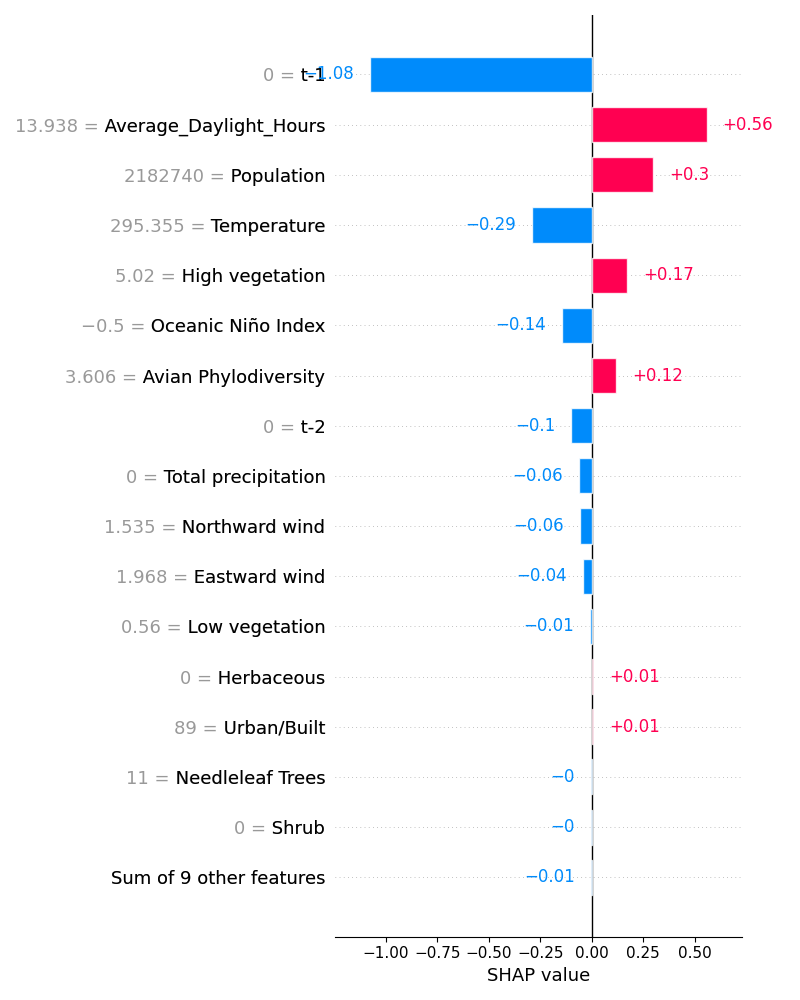 0 = t-1 −1.08
13.938 = Average_Daylight_Hours +0.56
2182740 = Population +0.3
295.355 = Temperature −0.29
5.02 = High vegetation +0.17
−0.5 = Oceanic Niño Index −0.14
3.606 = Avian Phylodiversity +0.12
0 = t-2 −0.1
0 = Total precipitation −0.06
1.535 = Northward wind −0.06
1.968 = Eastward wind −0.04
0.56 = Low vegetation −0.01
0 = Herbaceous +0.01
89 = Urban/Built +0.01
11 = Needleleaf Trees −0
0 = Shrub −0
Sum of 9 other features −0.01
−1.00 −0.75 −0.50 −0.25 0.00 0.25 0.50
SHAP value